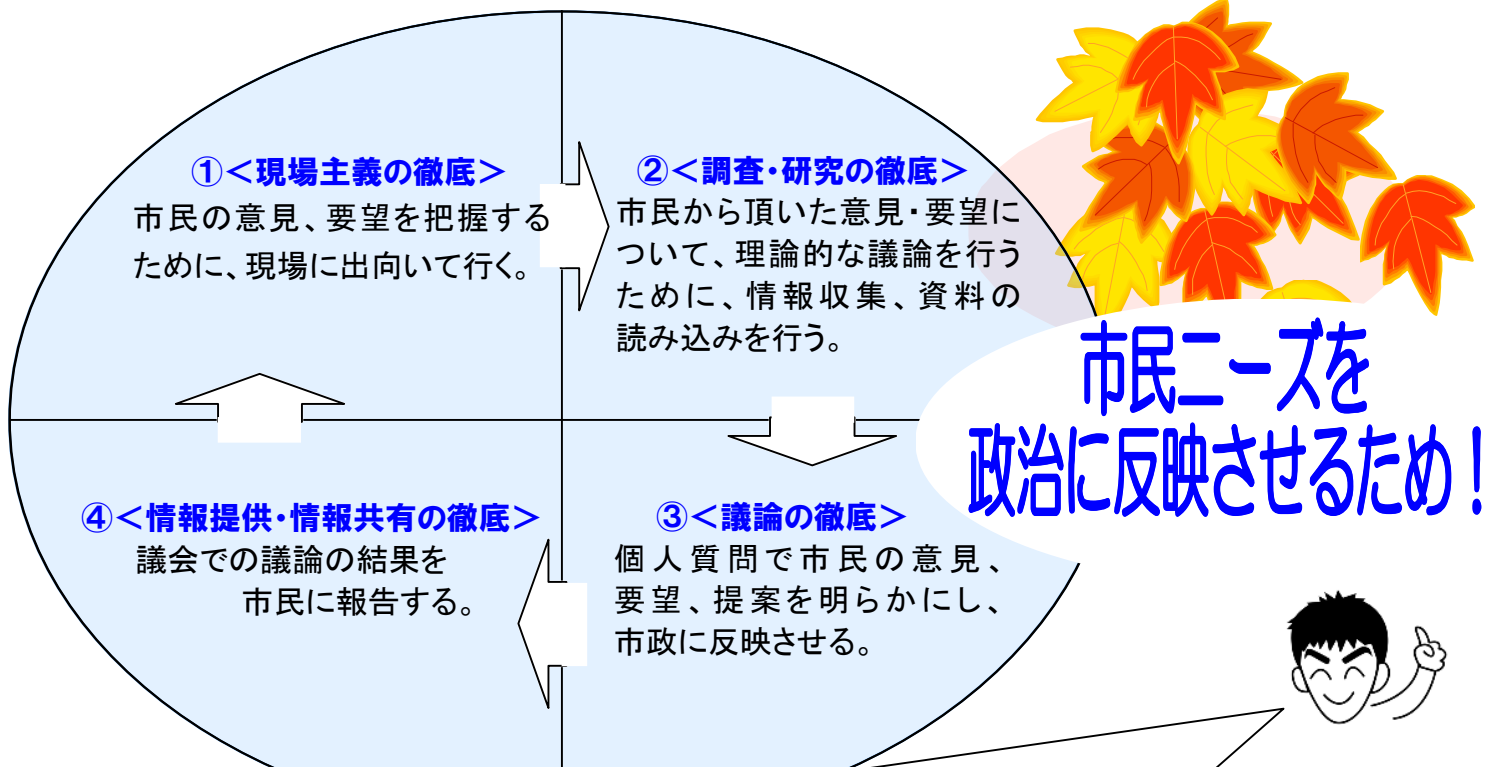 ①＜現場主義の徹底＞
市民の意見、要望を把握する
ために、現場に出向いて行く。
②＜調査・研究の徹底＞
市民から頂いた意見・要望に
ついて、理論的な議論を行う
ために、情報収集、資料の
読み込みを行う。
市民ニーズを
政治に反映させるため！
③＜議論の徹底＞
個人質問で市民の意見、
要望、提案を明らかにし、
市政に反映させる。
④＜情報提供・情報共有の徹底＞
議会での議論の結果を
市民に報告する。